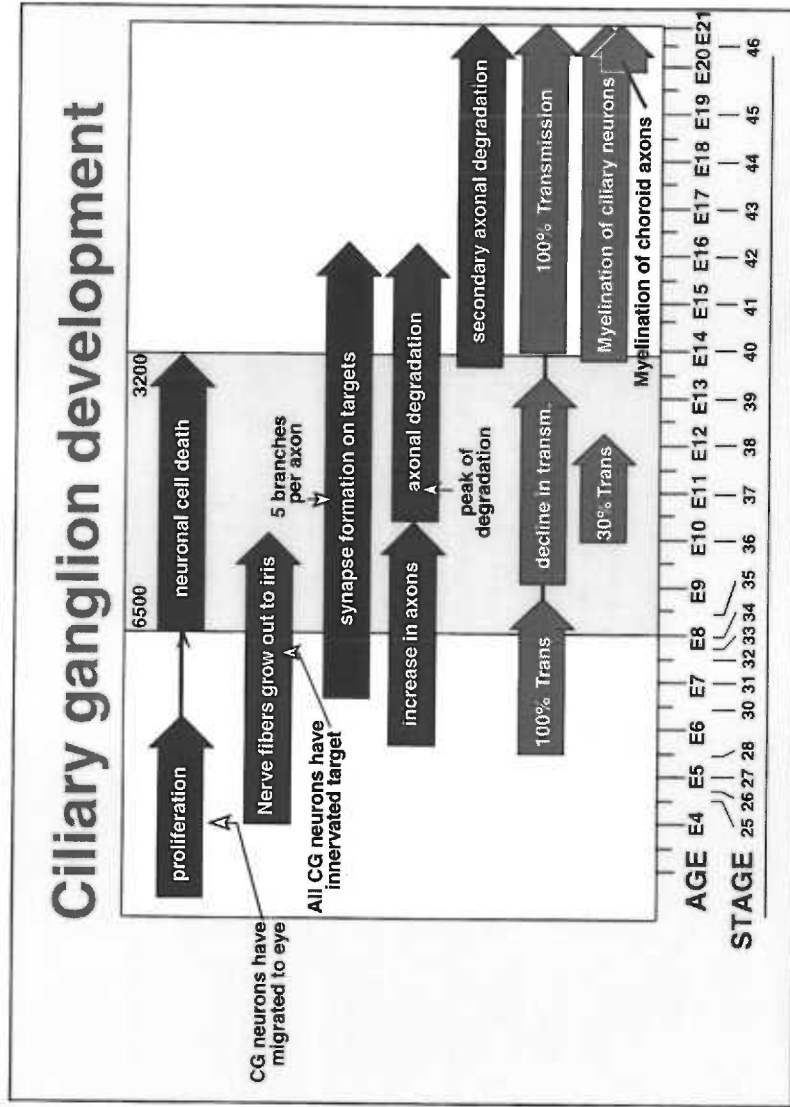 Ciliary ganglion development
6500
3200
proliferation
neuronal cell death
CG neurons have
migrated to eye
Nerve fibers grow out to iris
All CG neurons have
innervated target
5 branches
per axon
synapse formation on targets
increase in axons
axonal degradation
peak of
degradation
secondary axonal degradation
100% Trans
decline in transm.
100% Transmission
30% Trans
Myelination of ciliary neurons
Myelination of choroid axons
AGE E4 E5 E6 E7 E8 E9 E10 E11 E12 E13 E14 E15 E16 E17 E18 E19 E20 E21
STAGE 25 26 27 28 30 31 32 33 34 35 36 37 38 39 40 41 42 43 44 45 46